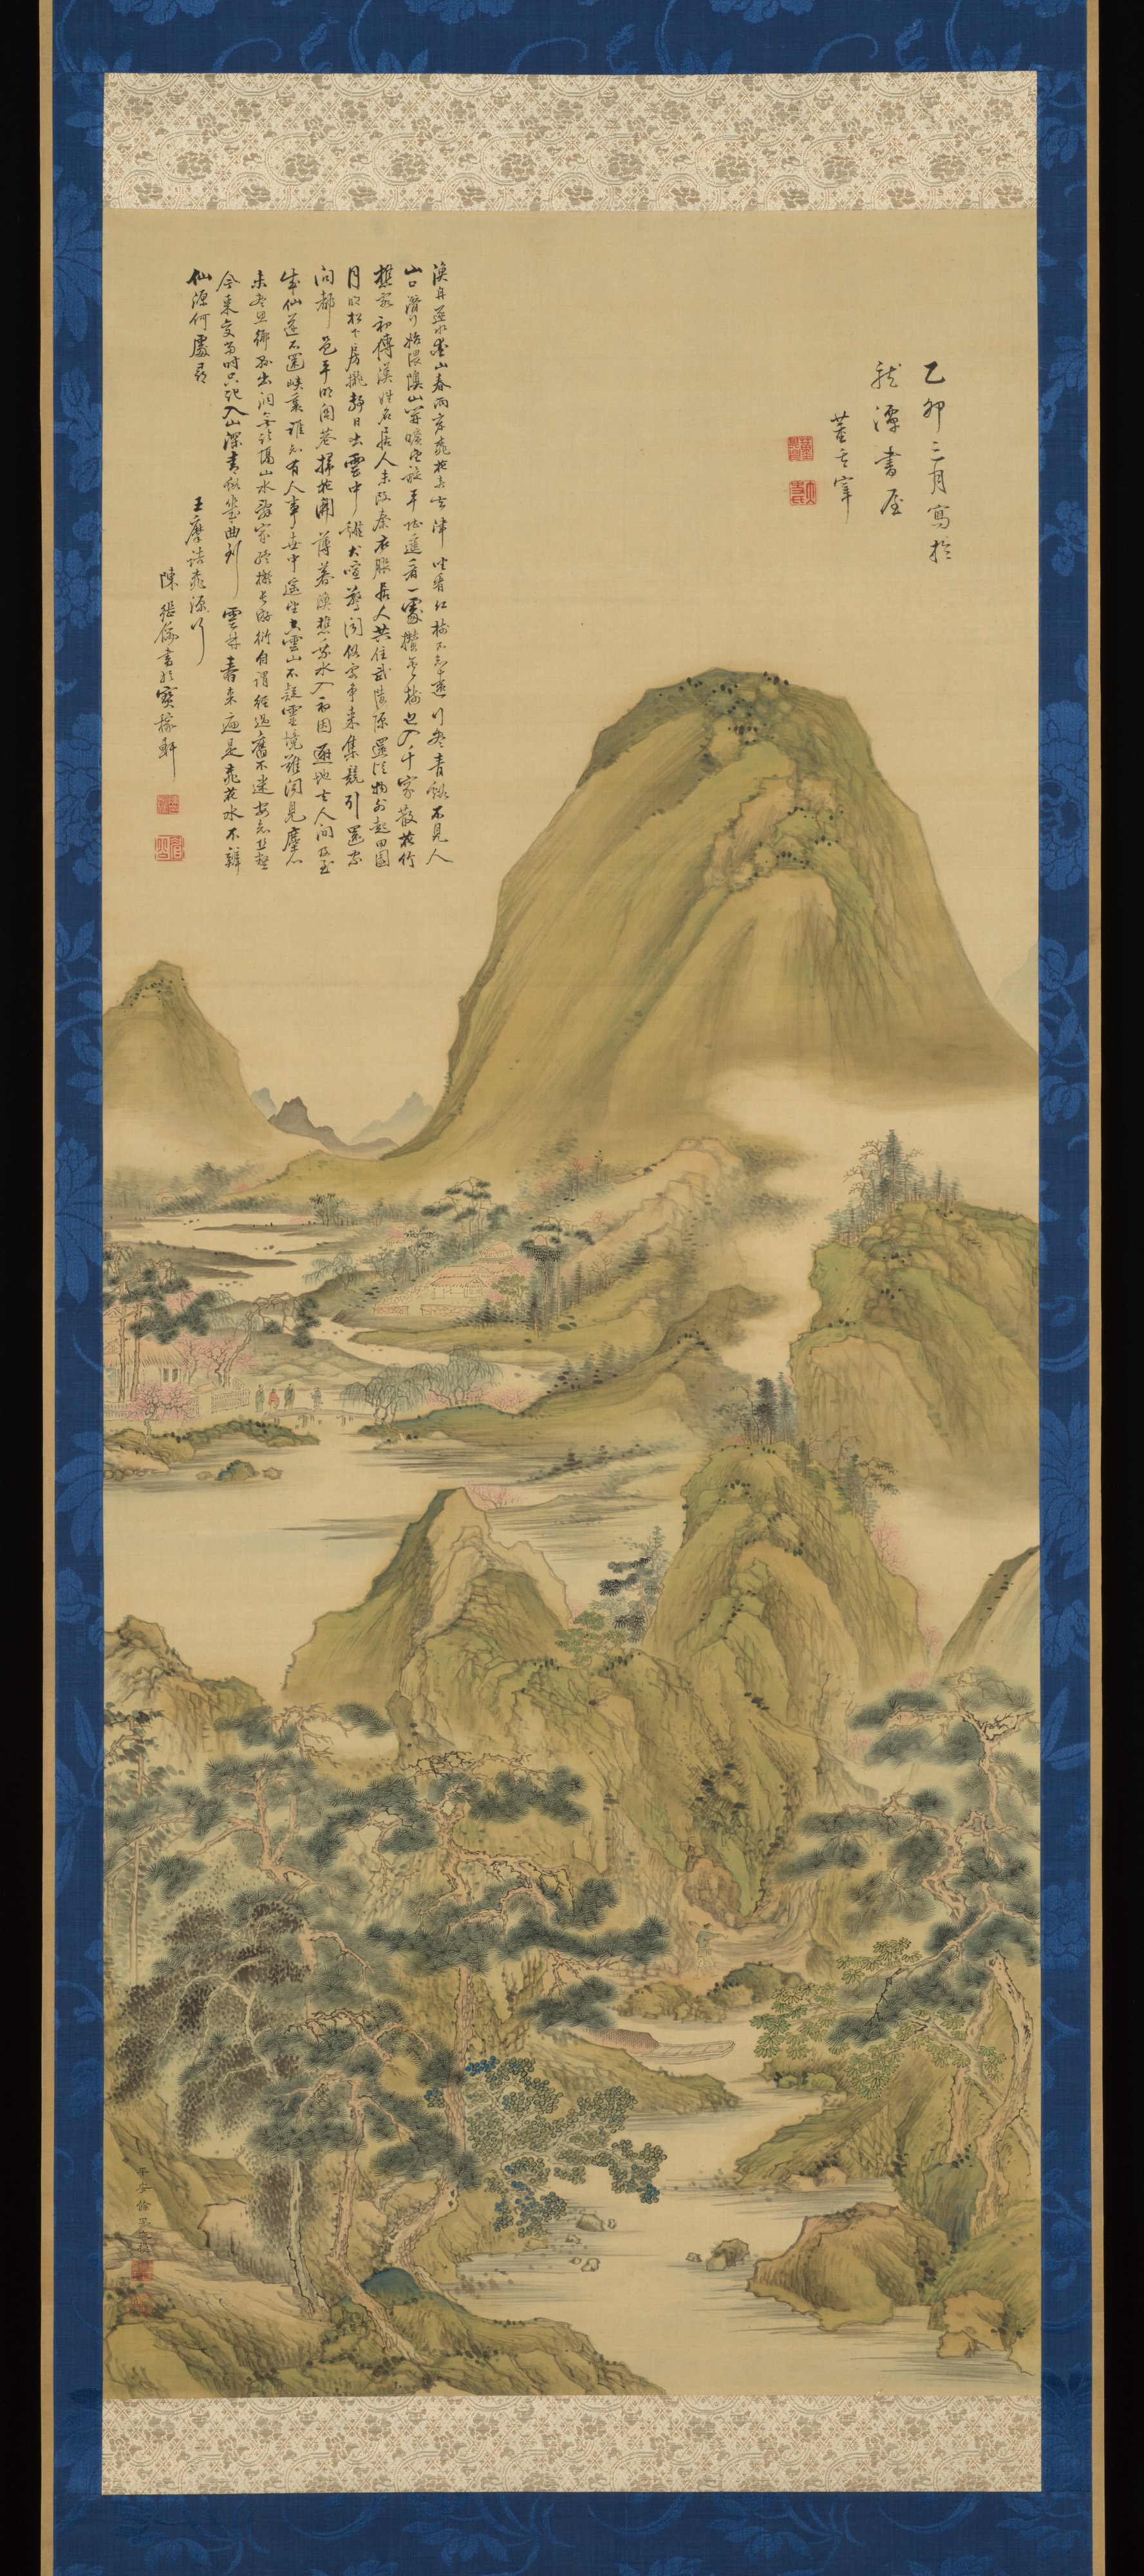 乙卯三月寫於
龍潭書屋
董玄宰
漁舟逐水愛山春兩岸桃花夾去津坐看紅樹不知遠行盡青谿不見人
山口潛行始隈隩山開曠望旋平陸遙看一處攢雲樹近入千家散花竹
樵客初傳漢姓名居人未改秦衣服居人共住武陵源還從物外起田園
月明松下房櫳靜日出雲中雞犬喧驚聞俗客爭來集競引還家
問都邑平明閭巷掃花開薄暮漁樵乘水入初因避地去人間及至
成仙遂不還峽裏誰知有人事世中遙望空雲山不疑靈境難聞見塵心
未盡思鄉縣出洞無論隔山水辭家終擬長游衍自謂經過舊不迷安知峰壑
今來變當時只記入山深青谿幾曲到雲林春來遍是桃花水不辨
仙源何處尋
王摩詰桃源行
陳繼儒書於寶稼軒
平安